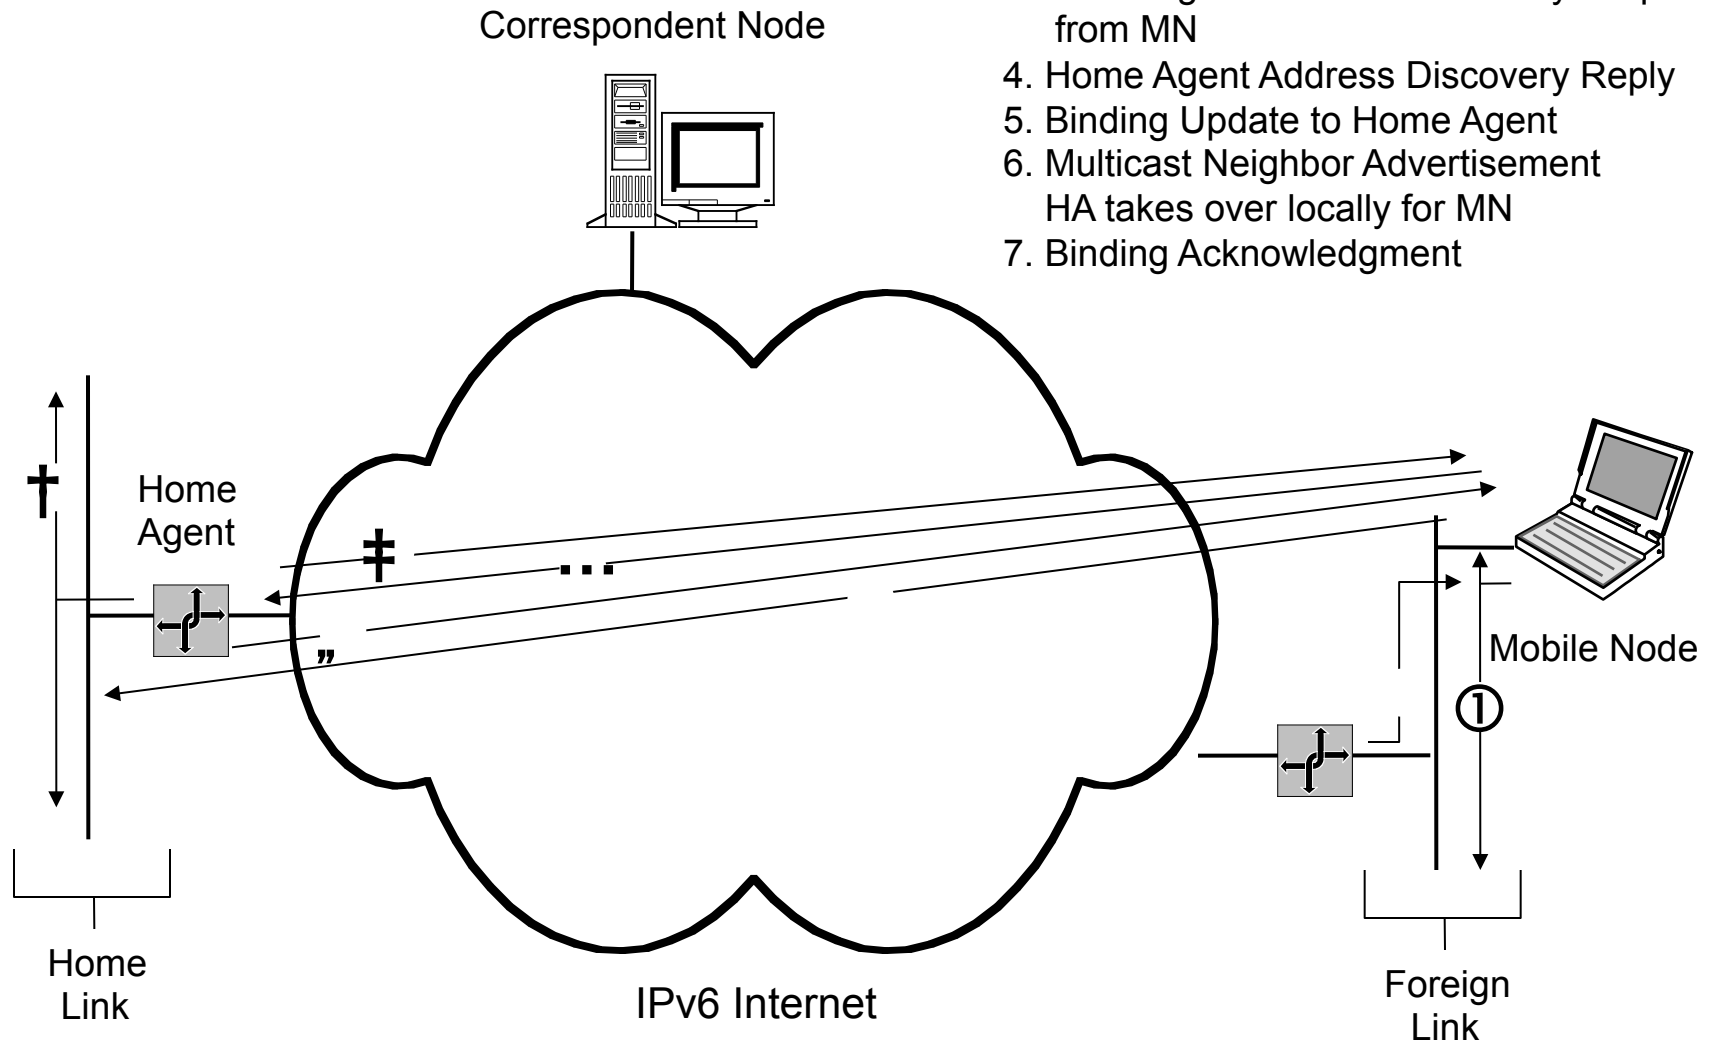 Correspondent Node
from MN
4. Home Agent Address Discovery Reply
5. Binding Update to Home Agent
6. Multicast Neighbor Advertisement
HA takes over locally for MN
7. Binding Acknowledgment
†
Home
Agent
‡
…
„
①
Mobile Node
Home
Link
IPv6 Internet
Foreign
Link